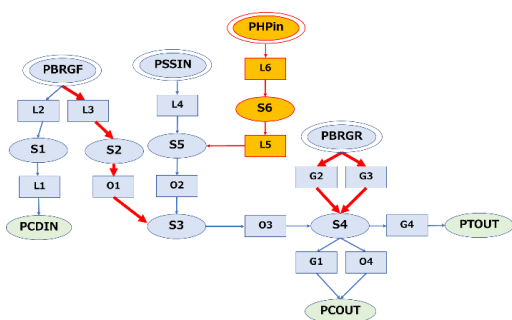 PHPin
PBRGF
PSSIN
L6
L2
L3
L4
S6
PBRGR
S1
S2
S5
L5
G2
G3
L1
O1
O2
PCDIN
S3
O3
S4
G4
PTOUT
G1
O4
PCOUT